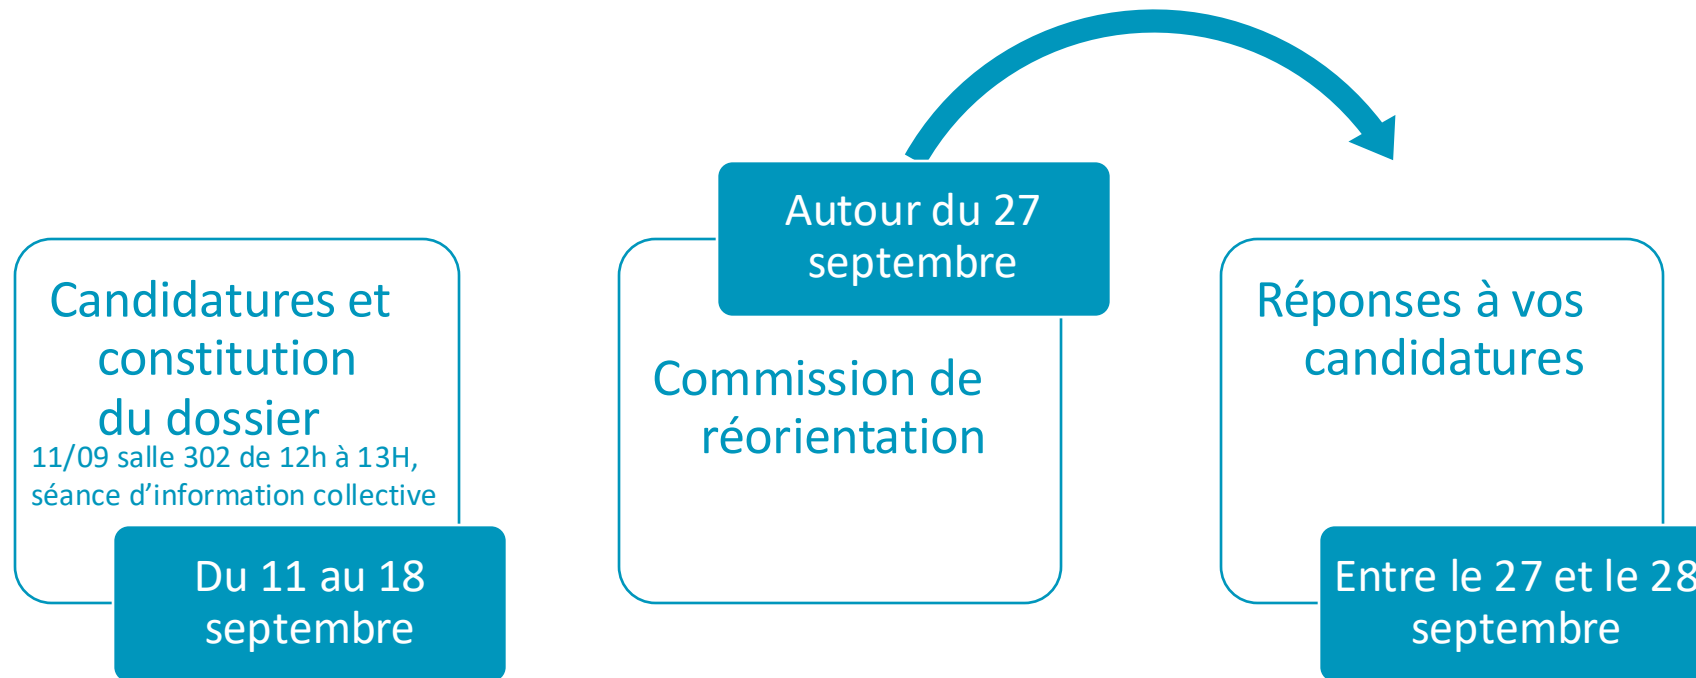 Candidatures et
constitution
du dossier
11/09 salle 302 de 12h à 13H,
séance d’information collective
Du 11 au 18
septembre
Autour du 27
septembre
Commission de
réorientation
Réponses à vos
candidatures
Entre le 27 et le 28
septembre